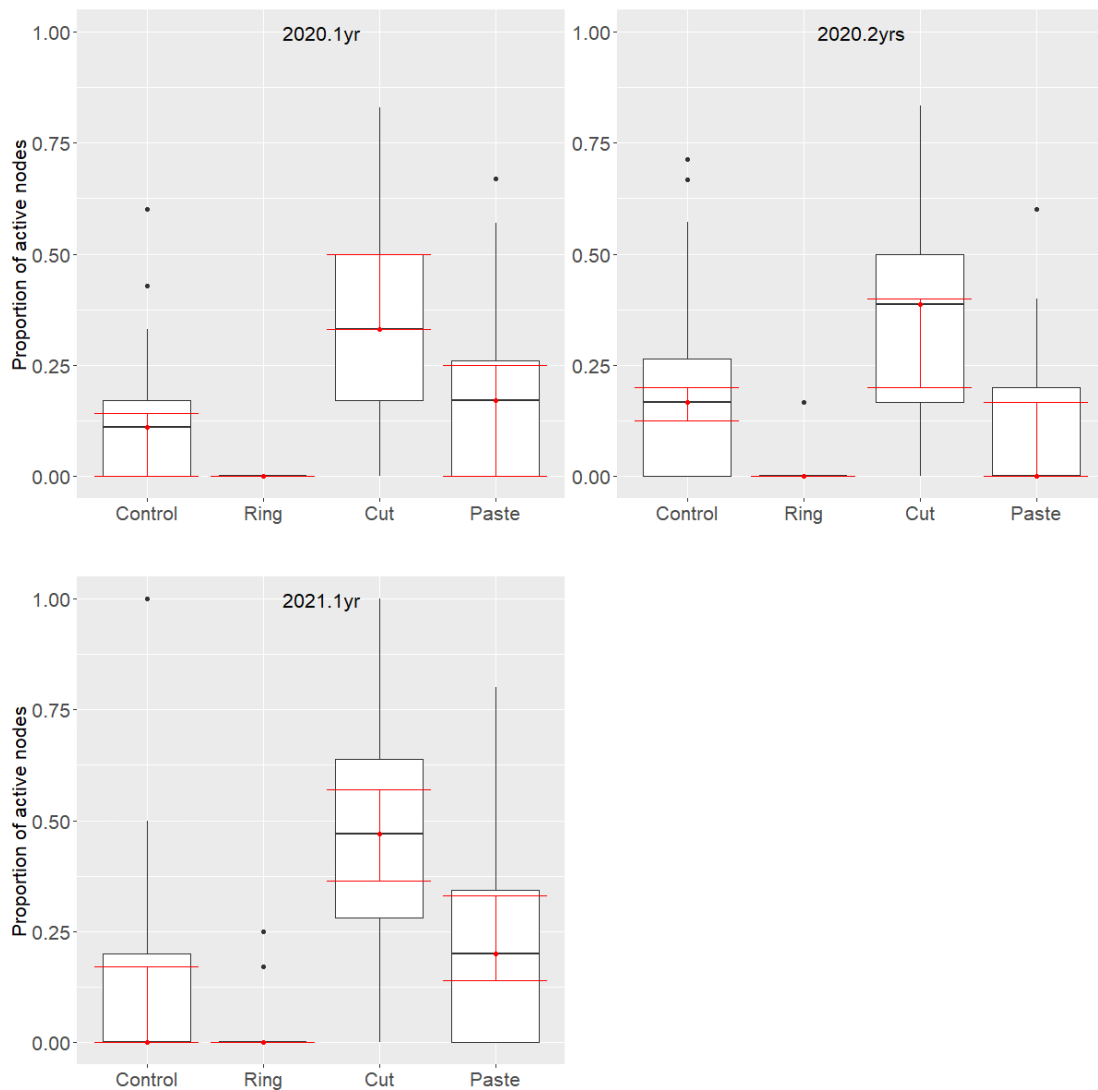 2020.1yr
Proportion of active nodes
1.00
0.75
0.50
0.25
0.00
Control Ring Cut Paste
2020.2yrs
1.00
0.75
0.50
0.25
0.00
Control Ring Cut Paste
2021.1yr
Proportion of active nodes
1.00
0.75
0.50
0.25
0.00
Control Ring Cut Paste